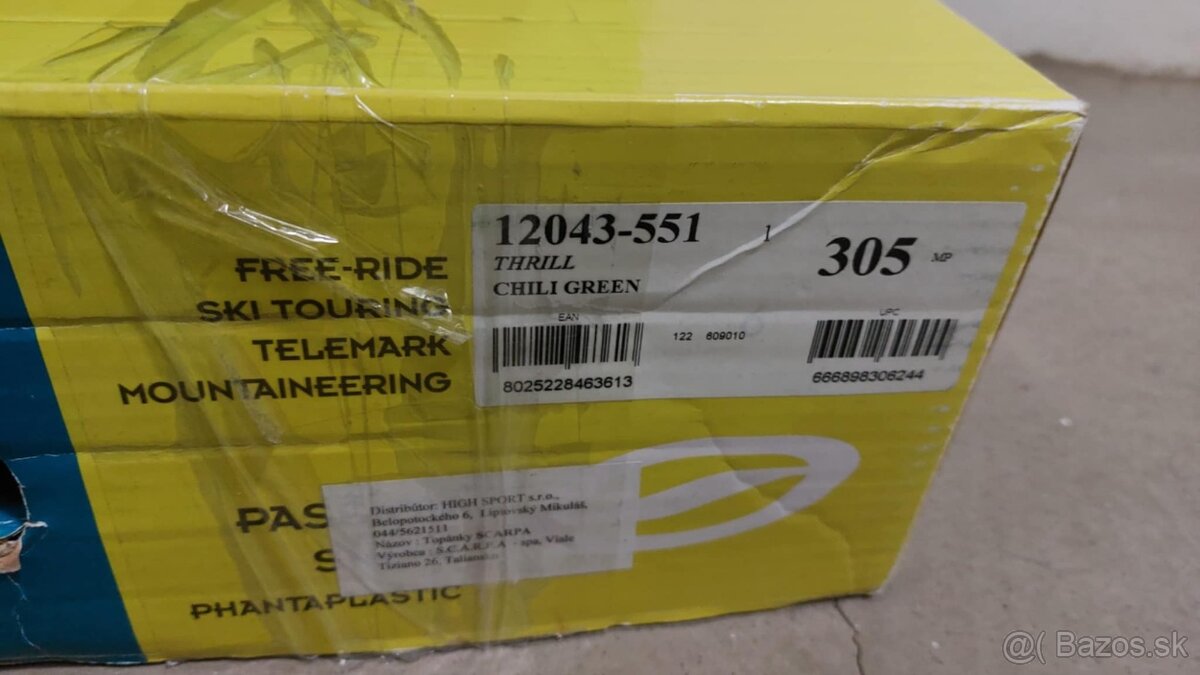 FREE-RIDE
SKI TOURING
TELEMARK
MOUNTAINEERING
12043-551 1 305 MP
THRILL
CHILI GREEN
EAN 122 609010 UPC
8025228463613 666898306244
PAS
S
PHANTAPLASTIC
Distribútor: HIGH SPORT s.r.o.,
Belopotockého 6, Liptovský Mikuláš,
044/5621511
Názov : Topánky SCARPA
Výrobca : S.C.A.R.P.A - spa, Viale
Tiziano 26, Taliansko
@( Bazos.sk